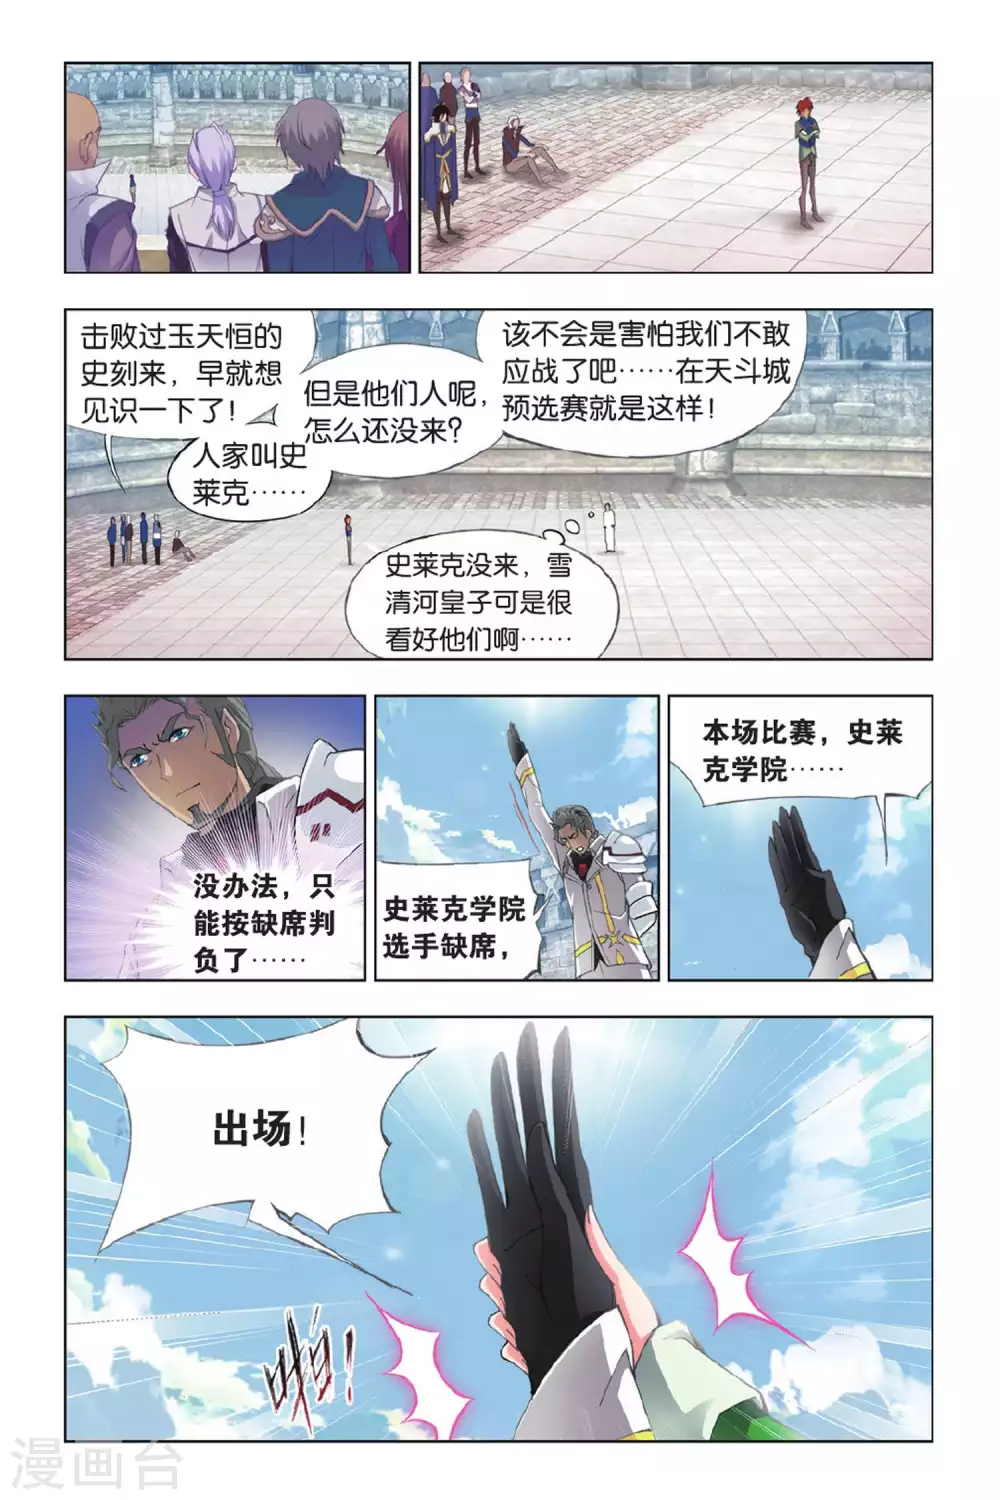 击败过玉天恒的
史刻来，早就想
见识一下了！
人家叫史
莱克……
但是他们人呢，
怎么还没来？
该不会是害怕我们不敢
应战了吧……在天斗城
预选赛就是这样！
史莱克没来，雪
清河皇子可是很
看好他们啊……
没办法，只
能按缺席判
负了……
史莱克学院
选手缺席，
本场比赛，史莱
克学院……
出场！
啪！
漫画台